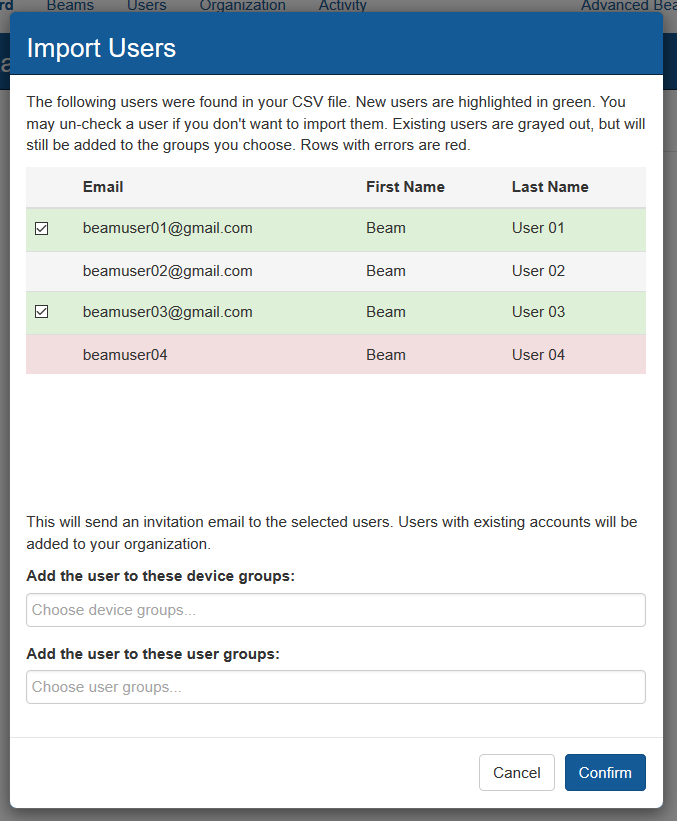 rd Beams Users Organization Activity Advanced Bea
Import Users
The following users were found in your CSV file. New users are highlighted in green. You
may un-check a user if you don't want to import them. Existing users are grayed out, but will
still be added to the groups you choose. Rows with errors are red.
Email First Name Last Name
beamuser01@gmail.com Beam User 01
beamuser02@gmail.com Beam User 02
beamuser03@gmail.com Beam User 03
beamuser04 Beam User 04
This will send an invitation email to the selected users. Users with existing accounts will be
added to your organization.
Add the user to these device groups:
Choose device groups...
Add the user to these user groups:
Choose user groups...
Cancel Confirm